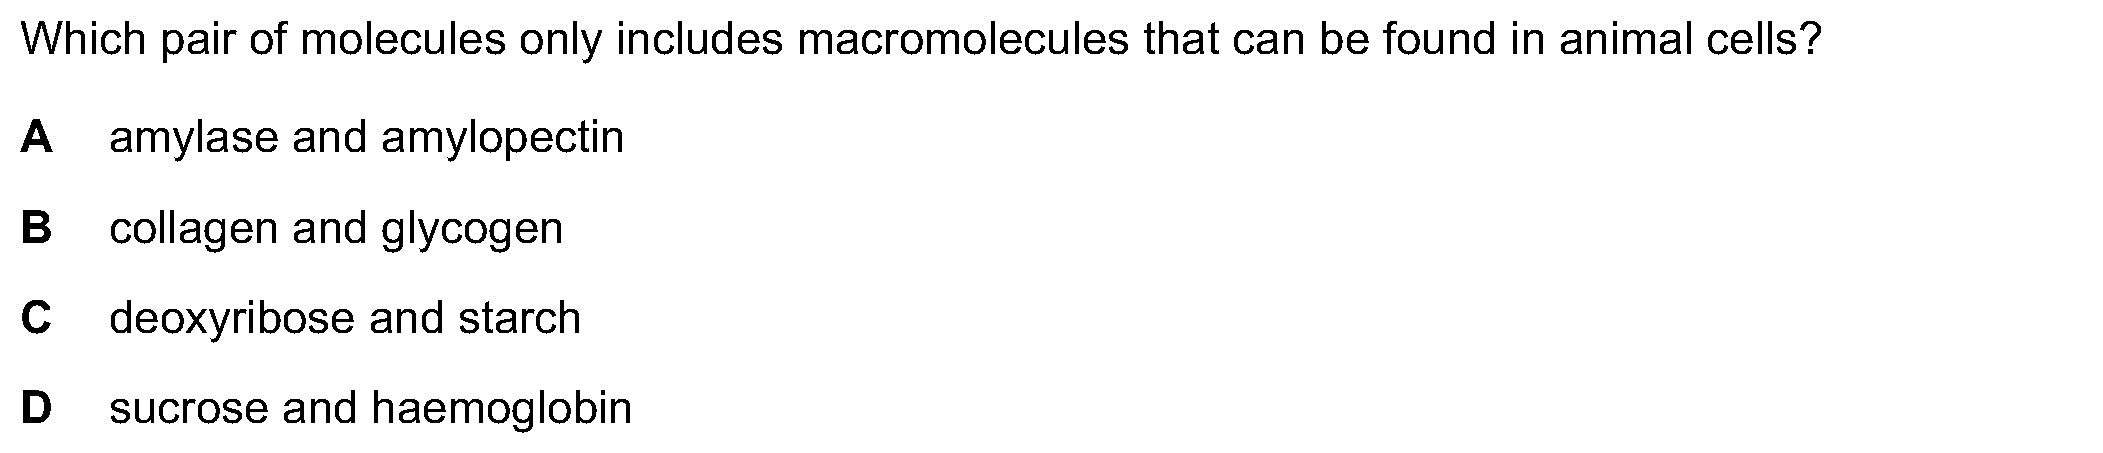 Which pair of molecules only includes macromolecules that can be found in animal cells?
A amylase and amylopectin
B collagen and glycogen
C deoxyribose and starch
D sucrose and haemoglobin